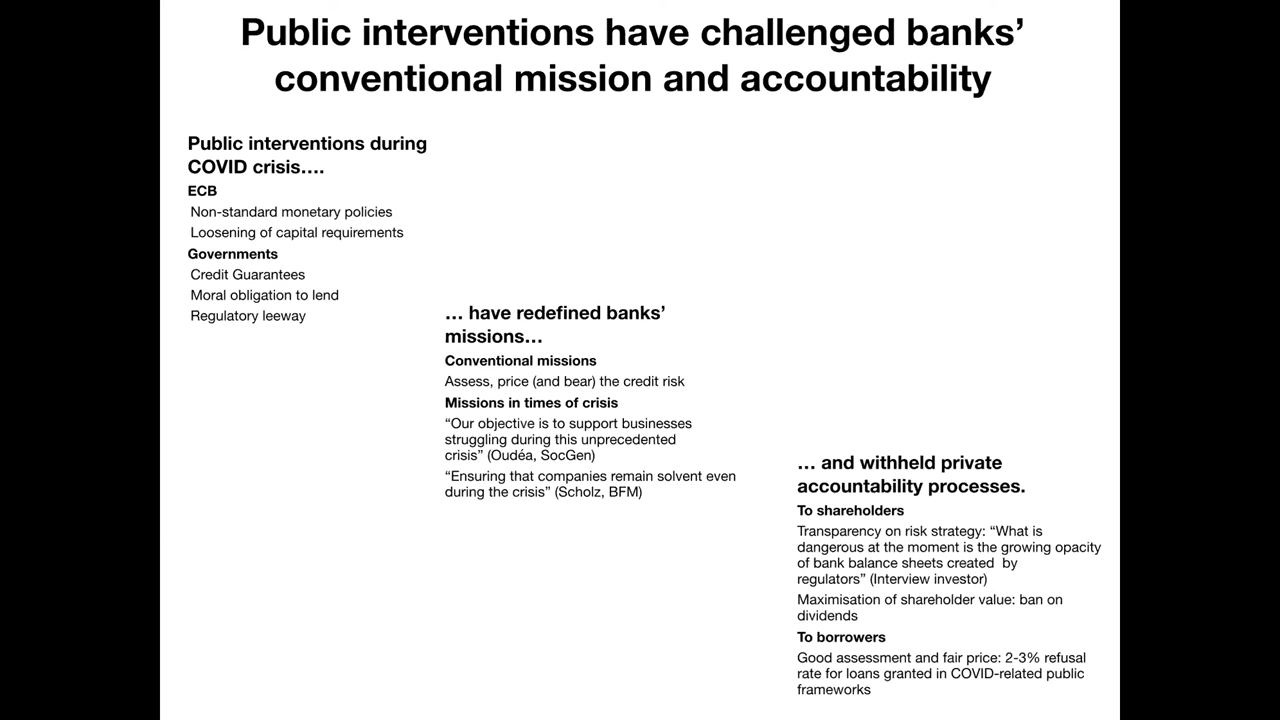 Public interventions have challenged banks’
conventional mission and accountability
Public interventions during
COVID crisis….
ECB
Non-standard monetary policies
Loosening of capital requirements
Governments
Credit Guarantees
Moral obligation to lend
Regulatory leeway
… have redefined banks’
missions…
Conventional missions
Assess, price (and bear) the credit risk
Missions in times of crisis
“Our objective is to support businesses
struggling during this unprecedented
crisis” (Oudéa, SocGen)
“Ensuring that companies remain solvent even
during the crisis” (Scholz, BFM)
… and withheld private
accountability processes.
To shareholders
Transparency on risk strategy: “What is
dangerous at the moment is the growing opacity
of bank balance sheets created  by
regulators” (Interview investor)
Maximisation of shareholder value: ban on
dividends
To borrowers
Good assessment and fair price: 2-3% refusal
rate for loans granted in COVID-related public
frameworks